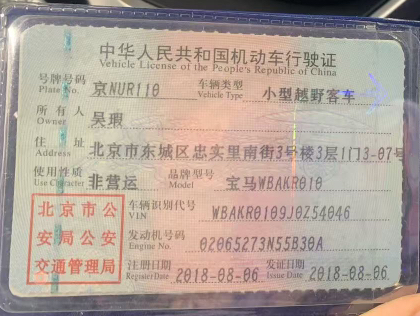 中华人民共和国机动车行驶证
Vehicle License of the People's Republic of China
号牌号码 京NUR110 车辆类型 小型越野客车
Plate No. Vehicle Type
所有人 吴瑕
Owner
住址 北京市东城区忠实里南街3号楼3层1门3-07号
Address
使用性质 非营运 品牌型号 宝马WBAKR010
Use Character Model
北京市公 车辆识别代号 WBAKR0109J0Z54046
VIN
安局公安 发动机号码 02065273N55B30A
Engine No.
交通管理局 注册日期 2018-08-06 发证日期 2018-08-06
Register Date Issue Date